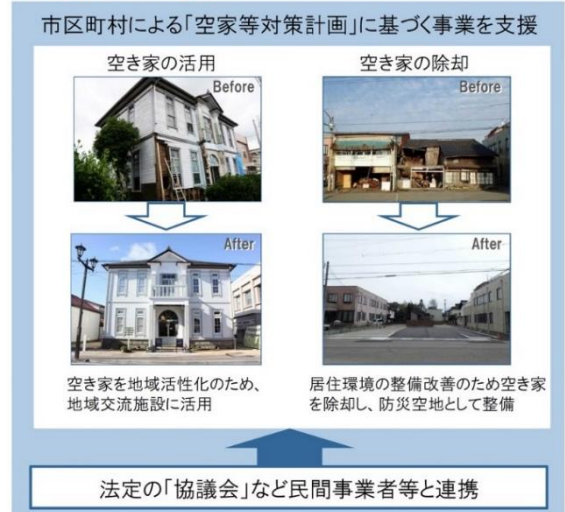 市区町村による「空家等対策計画」に基づく事業を支援
空き家の活用
Before
After
空き家を地域活性化のため、
地域交流施設に活用
空き家の除却
Before
After
居住環境の整備改善のため空き家
を除却し、防災空地として整備
法定の「協議会」など民間事業者等と連携